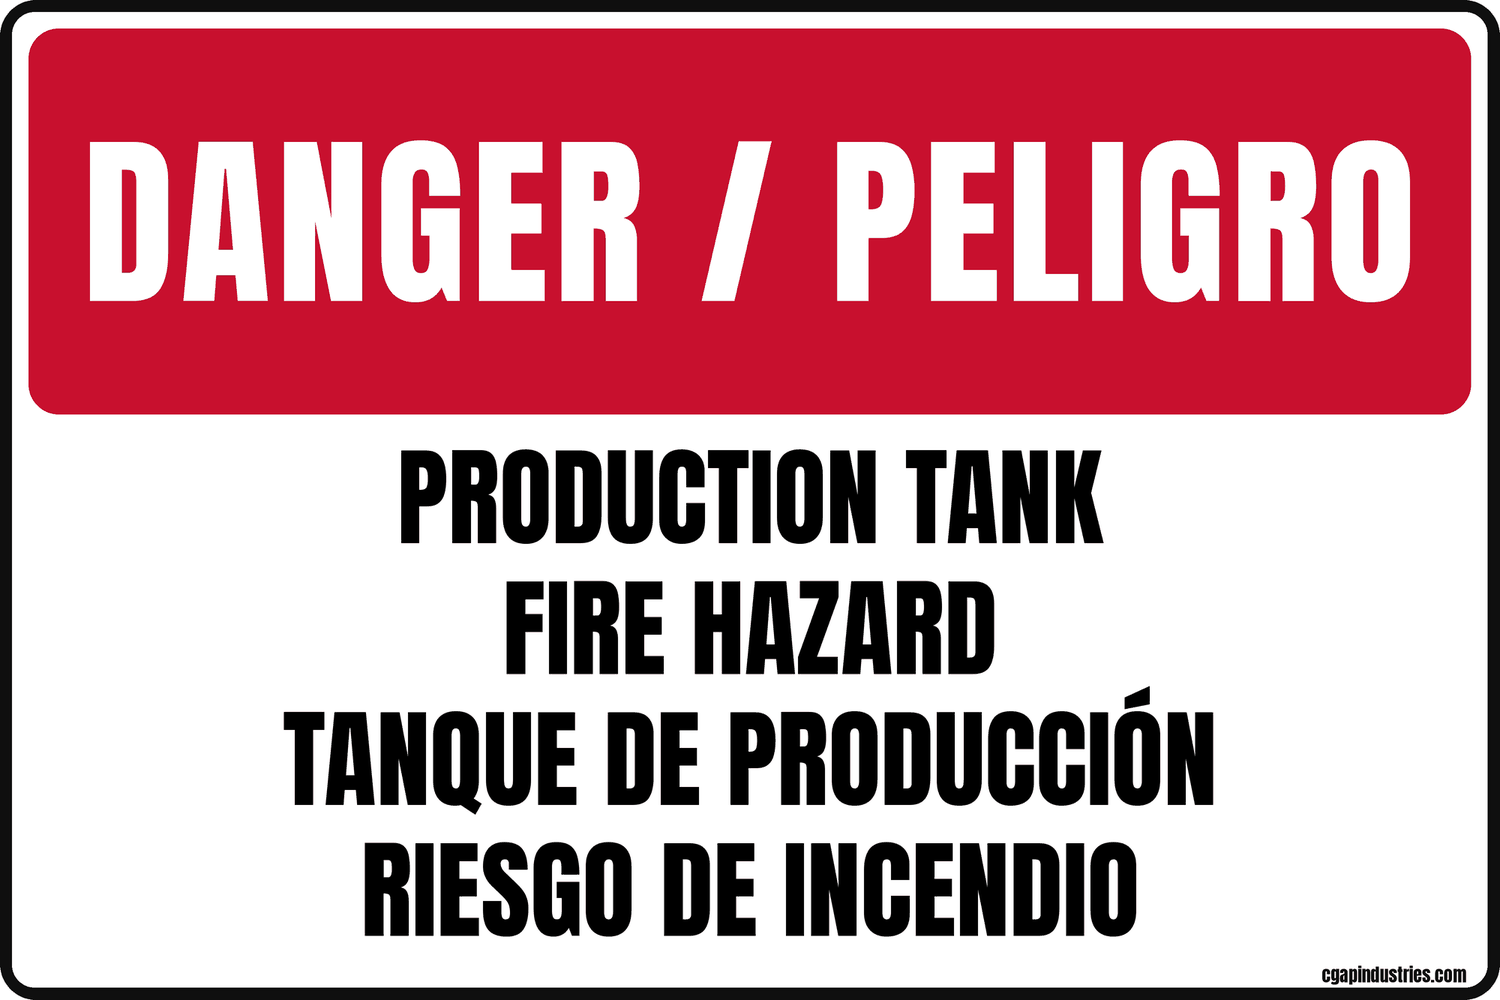 DANGER / PELIGRO
PRODUCTION TANK
FIRE HAZARD
TANQUE DE PRODUCCIÓN
RIESGO DE INCENDIO
cgapindustries.com